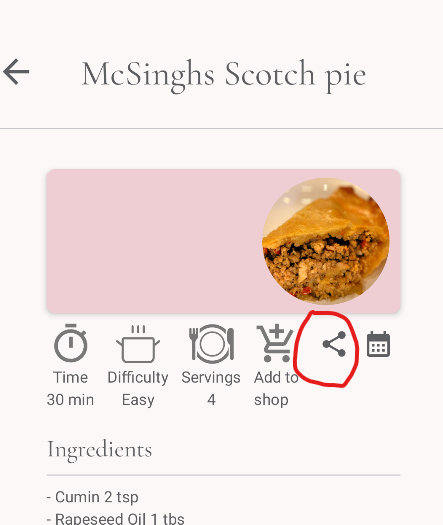 McSinghs Scotch pie
Time
30 min
Difficulty
Easy
Servings
4
Add to
shop
Ingredients
- Cumin 2 tsp
- Rapeseed Oil 1 tbs